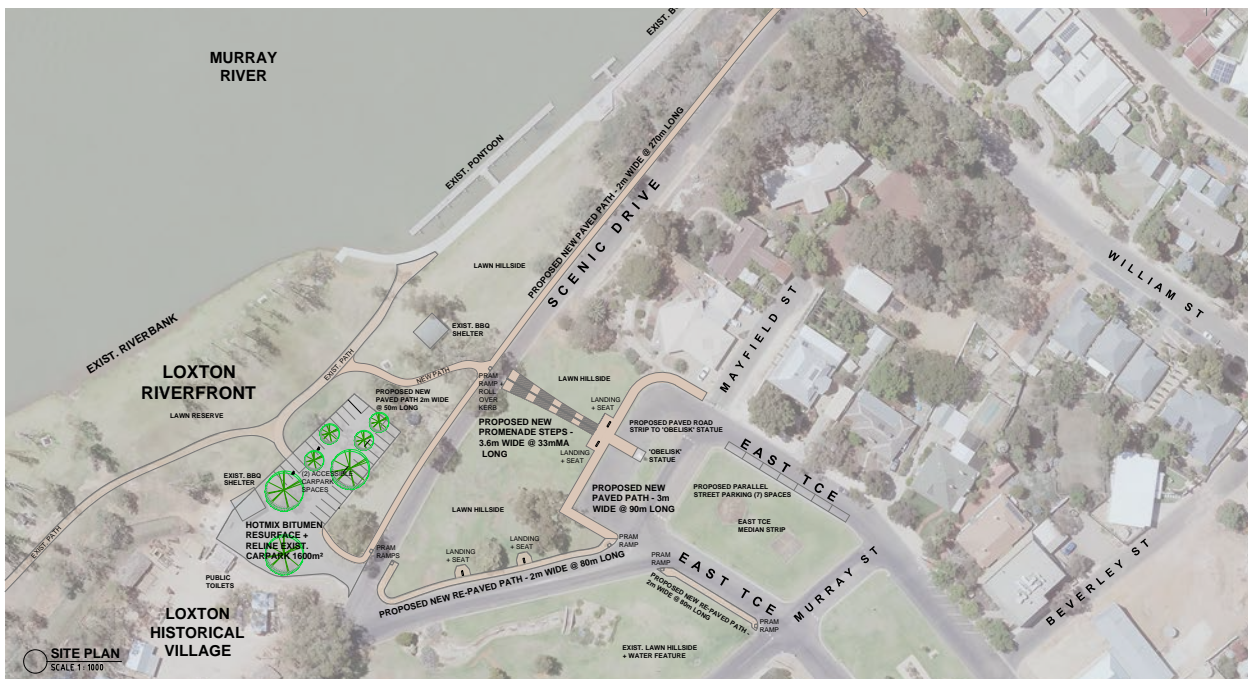 MURRAY
RIVER
EXIST. B
EXIST. PONTOON
PROPOSED NEW PAVED PATH - 2m WIDE @ 270m LONG
SCENIC DRIVE
LAWN HILLSIDE
WILLIAM ST
MAYFIELD ST
EXIST. RIVERBANK
EXIST. BBQ
SHELTER
EXIST. PATH
NEW PATH
LOXTON
RIVERFRONT
LAWN RESERVE
PROPOSED NEW
PAVED PATH 2m WIDE
@ 50m LONG
PRAM
RAMP +
ROLL
OVER
KERB
LAWN HILLSIDE
LANDING
+ SEAT
PROPOSED NEW
PROMENADE STEPS -
3.6m WIDE @ 33mMA
LONG
PROPOSED PAVED ROAD
STRIP TO 'OBELISK' STATUE
LANDING
+ SEAT
'OBELISK'
STATUE
EAST TCE
EXIST. BBQ
SHELTER
(2) ACCESSIBLE
CARPARK
SPACES
PROPOSED NEW
PAVED PATH - 3m
WIDE @ 90m LONG
PROPOSED PARALLEL
STREET PARKING (7) SPACES
EAST TCE
MEDIAN STRIP
LAWN HILLSIDE
HOTMIX BITUMEN
RESURFACE +
RELINE EXIST.
CARPARK 1600m²
EXIST. PATH
PUBLIC
TOILETS
PRAM
RAMPS
LANDING
+ SEAT
LANDING
+ SEAT
PRAM
RAMP
PRAM
RAMP
PROPOSED NEW RE-PAVED PATH - 2m WIDE @ 80m LONG
EAST TCE
MURRAY ST
BEVERLEY ST
PROPOSED NEW RE-PAVED PATH -
2m WIDE @ 80m LONG
PRAM
RAMP
LOXTON
HISTORICAL
VILLAGE
EXIST. LAWN HILLSIDE
+ WATER FEATURE
SITE PLAN
SCALE 1 : 1000